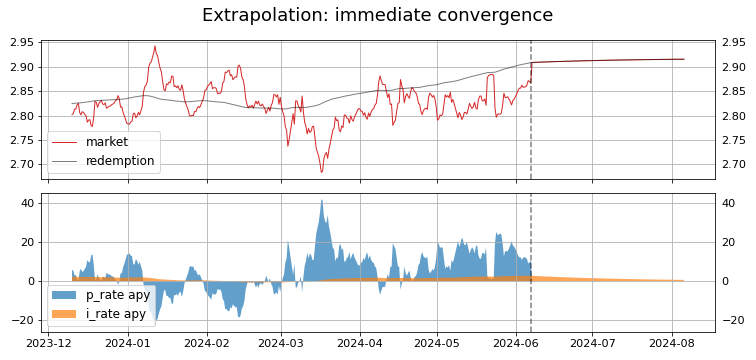 Extrapolation: immediate convergence
2.95 2.95
2.90 2.90
2.85 2.85
2.80 2.80
2.75 2.75
2.70 2.70
market
redemption
40 40
20 20
0 0
−20 −20
p_rate apy
i_rate apy
2023-12 2024-01 2024-02 2024-03 2024-04 2024-05 2024-06 2024-07 2024-08